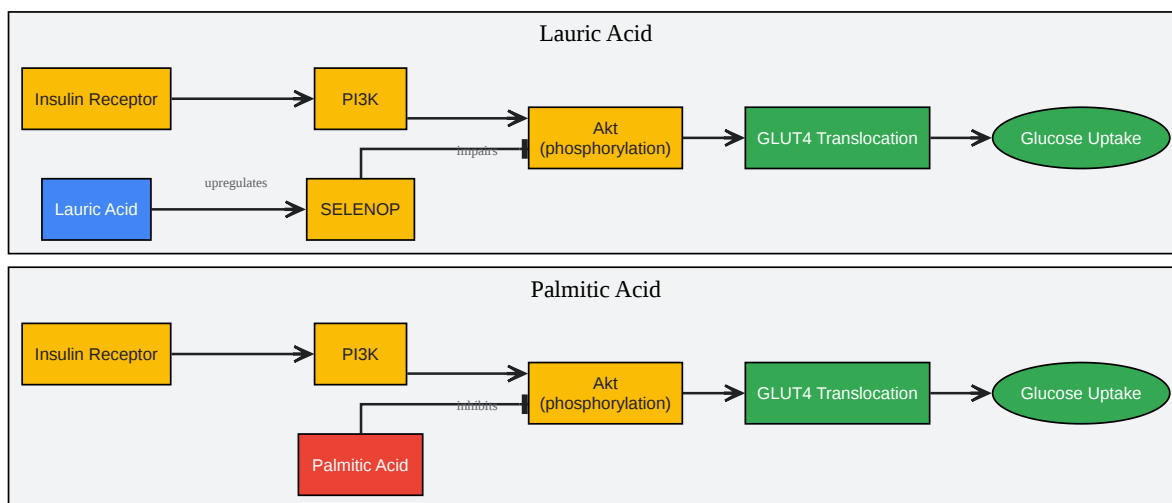 Lauric Acid
Insulin Receptor
PI3K
Akt
(phosphorylation)
GLUT4 Translocation
Glucose Uptake
impairs
upregulates
Lauric Acid
SELENOP
Palmitic Acid
Insulin Receptor
PI3K
Akt
(phosphorylation)
GLUT4 Translocation
Glucose Uptake
inhibits
Palmitic Acid